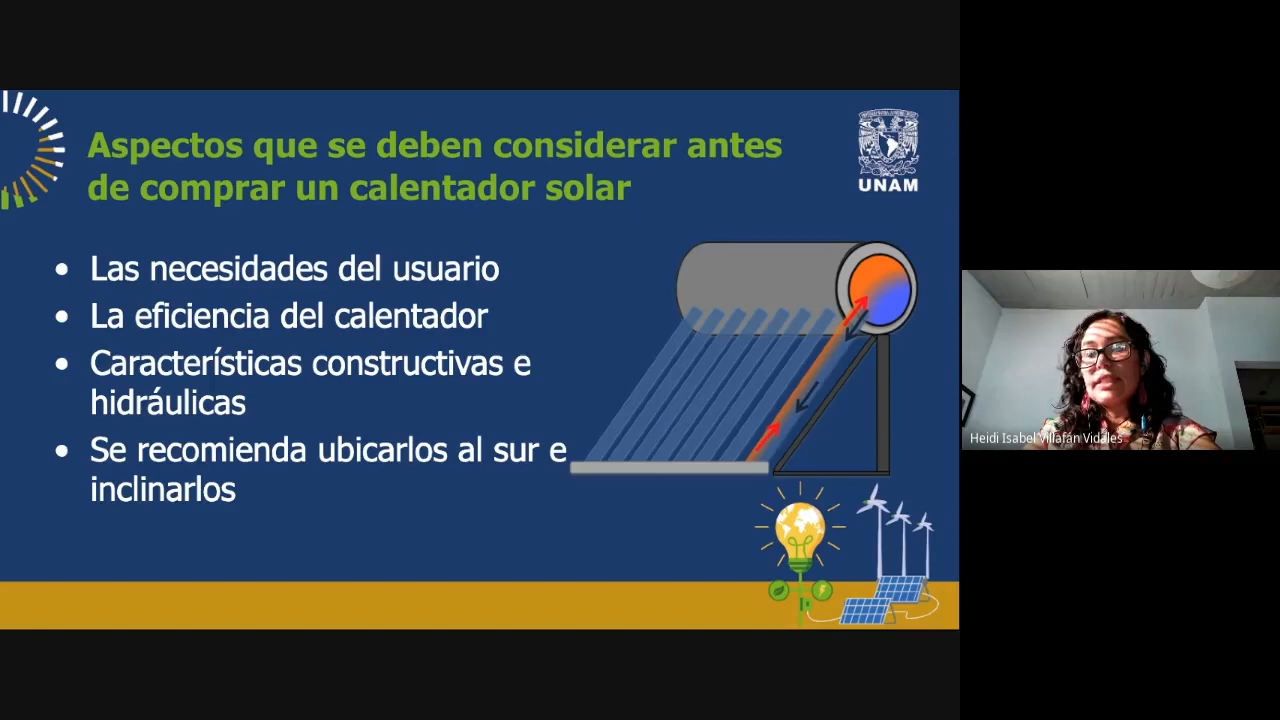 Aspectos que se deben considerar antes
de comprar un calentador solar
UNAM
• Las necesidades del usuario
• La eficiencia del calentador
• Características constructivas e
hidráulicas
• Se recomienda ubicarlos al sur e
inclinarlos
Heidi Isabel Villafán Vidales